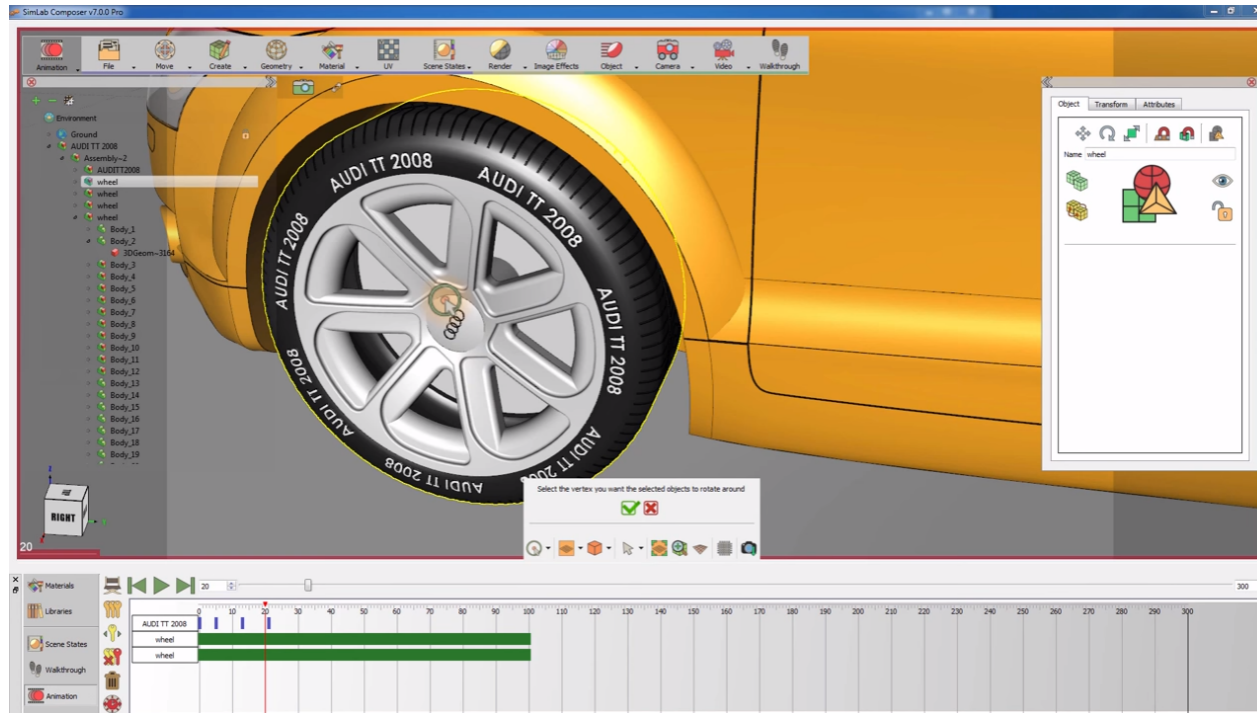 SimLab Composer v7.0.0 Pro
Animation
File
Move
Create
Geometry
Material
UV
Scene States
Render
Image Effects
Object
Camera
Video
Walkthrough
Environment
Ground
AUDI TT 2008
Assembly-2
AUDITT2008
wheel
wheel
wheel
wheel
Body_1
Body_2
3DGeom-3164
Body_3
Body_4
Body_5
Body_6
Body_7
Body_8
Body_9
Body_10
Body_11
Body_12
Body_13
Body_14
Body_15
Body_16
Body_17
Body_18
Body_19
AUDI TT 2008
AUDI TT 2008
AUDI TT 2008
AUDI TT 2008
AUDI TT 2008
AUDI TT 2008
AUDI TT 2008
Object Transform Attributes
Name wheel
Select the vertex you want the selected objects to rotate around
RIGHT
20
Materials
Libraries
Scene States
Walkthrough
Animation
20
300
0 10 20 30 40 50 60 70 80 90 100 110 120 130 140 150 160 170 180 190 200 210 220 230 240 250 260 270 280 290 300
AUDI TT 2008
wheel
wheel